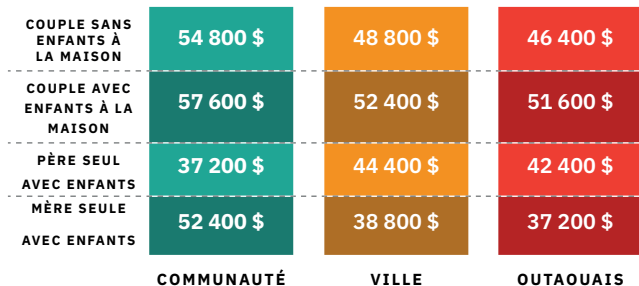 COUPLE SANS
ENFANTS À
LA MAISON
54 800 $ 48 800 $ 46 400 $
COUPLE AVEC
ENFANTS À LA
MAISON
57 600 $ 52 400 $ 51 600 $
PÈRE SEUL
AVEC ENFANTS
37 200 $ 44 400 $ 42 400 $
MÈRE SEULE
AVEC ENFANTS
52 400 $ 38 800 $ 37 200 $
COMMUNAUTÉ VILLE OUTAOUAIS